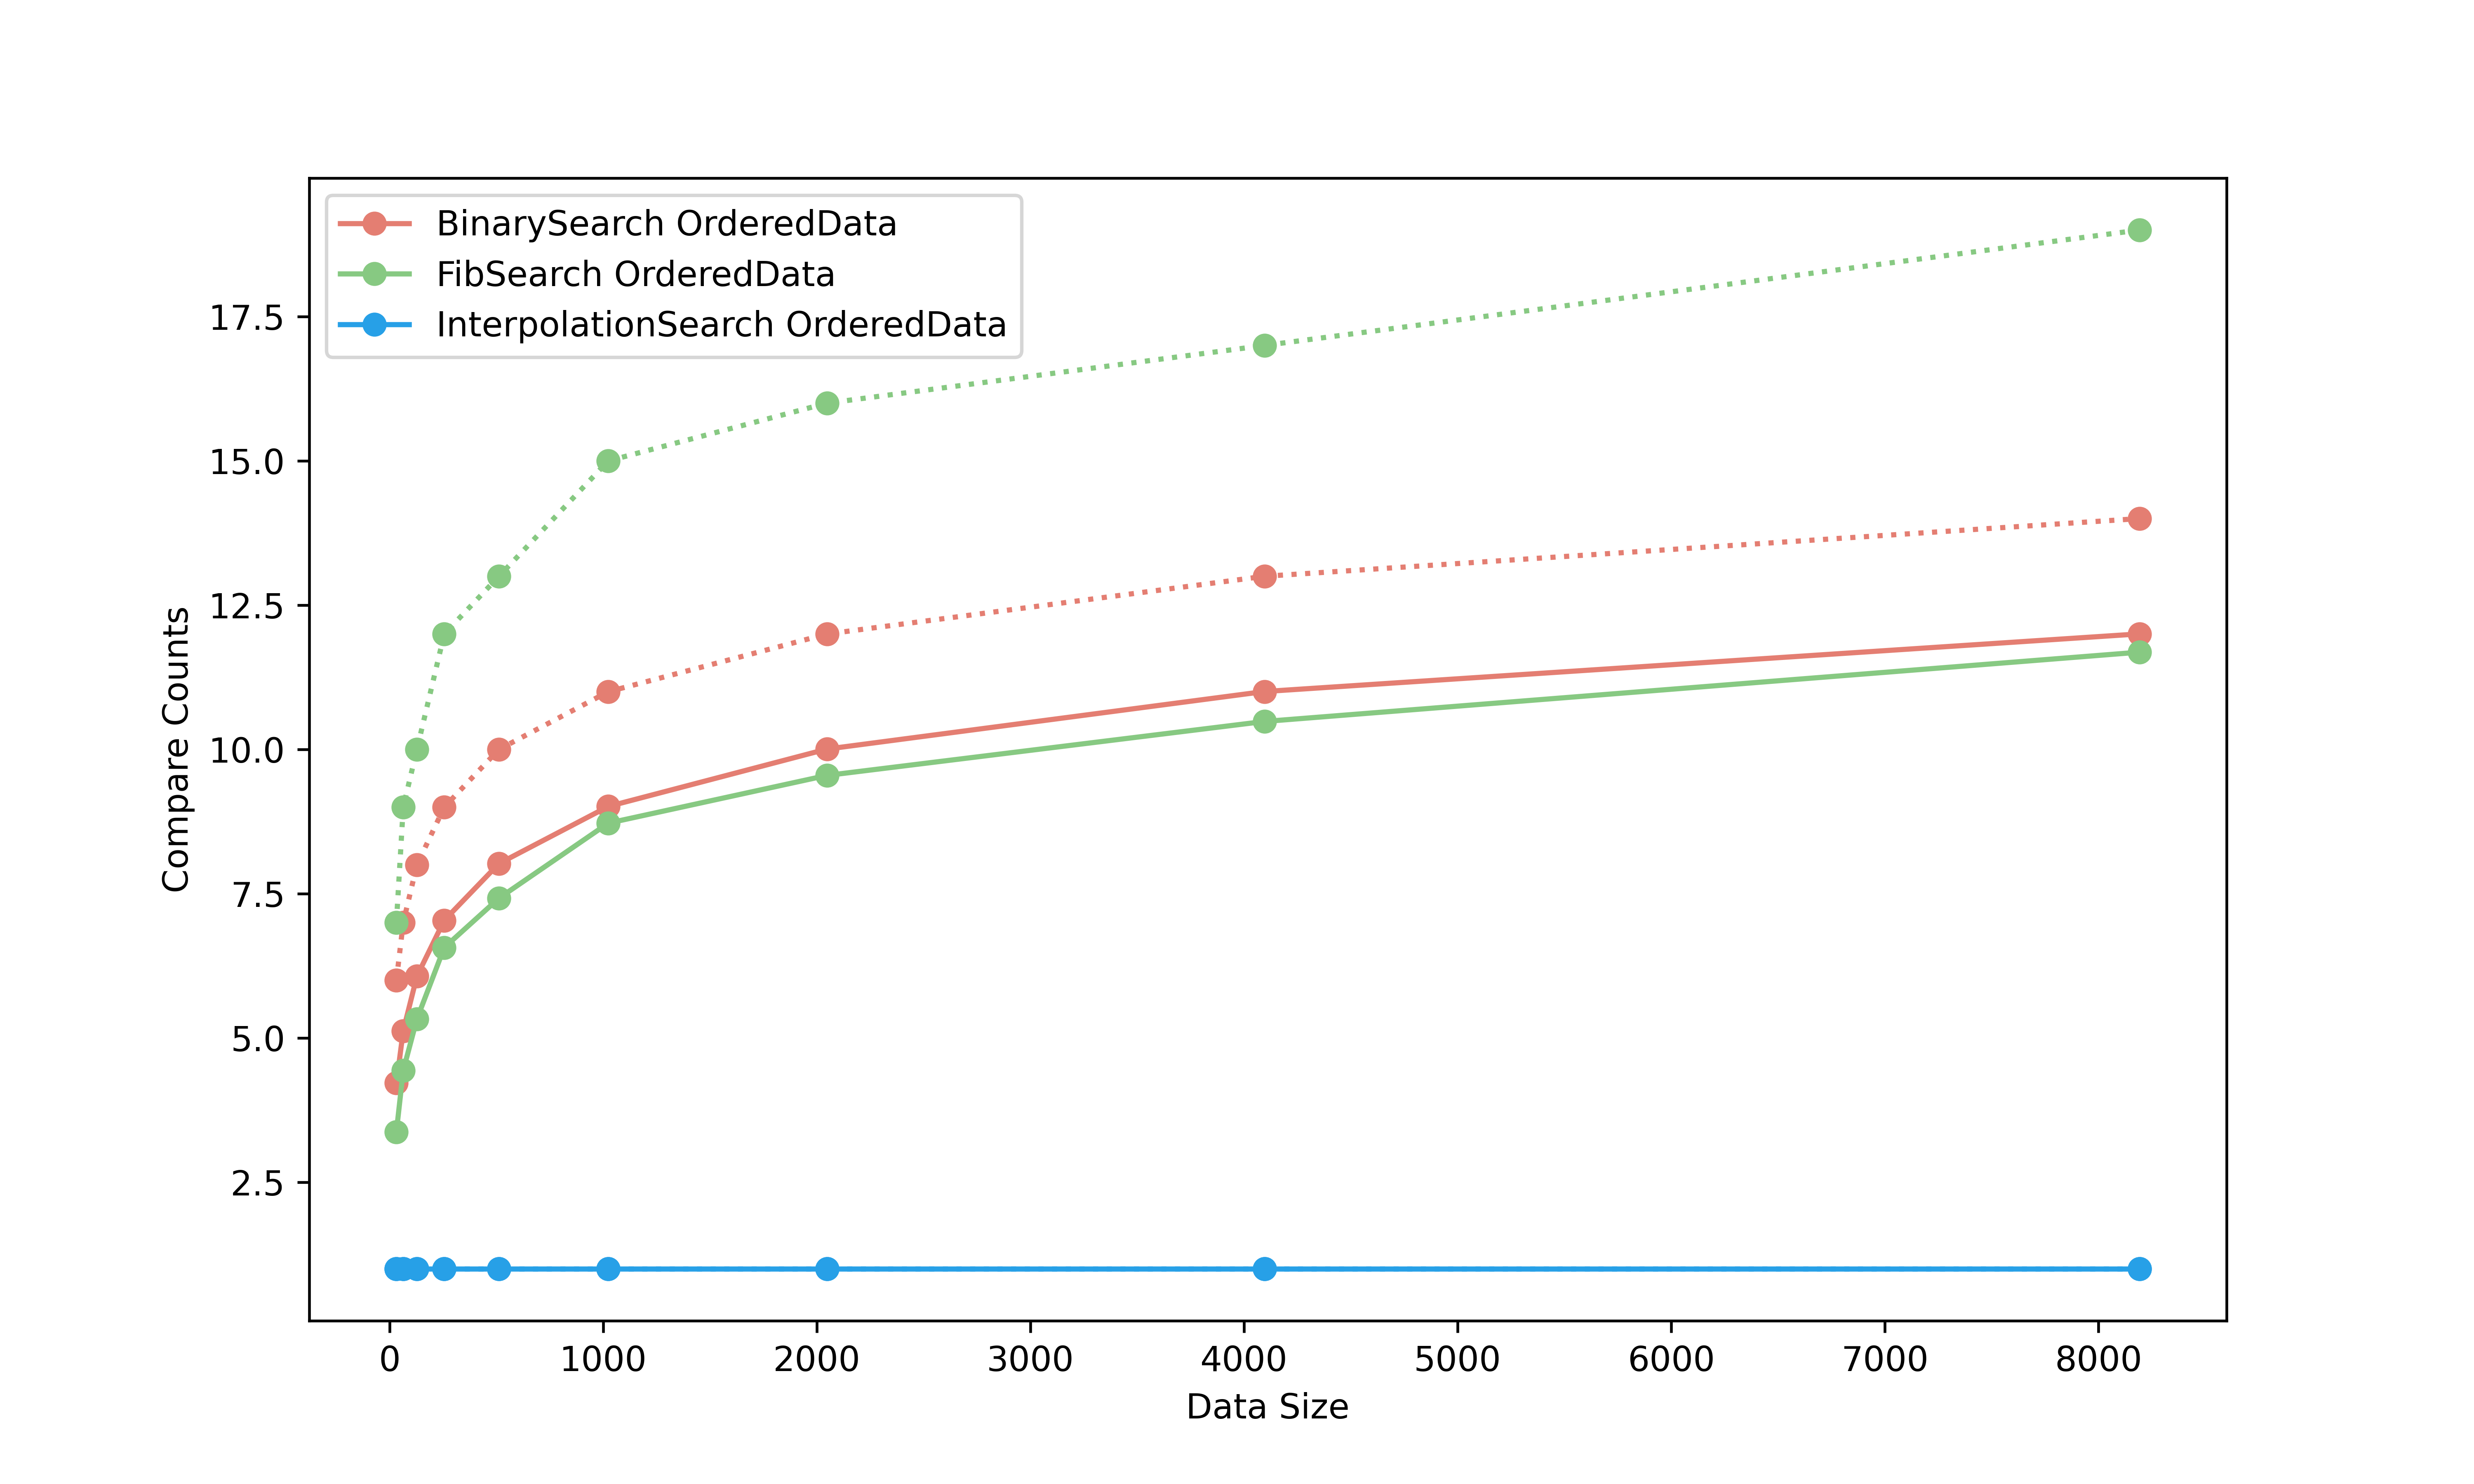 BinarySearch OrderedData
FibSearch OrderedData
InterpolationSearch OrderedData
Compare Counts
17.5
15.0
12.5
10.0
7.5
5.0
2.5
0 1000 2000 3000 4000 5000 6000 7000 8000
Data Size